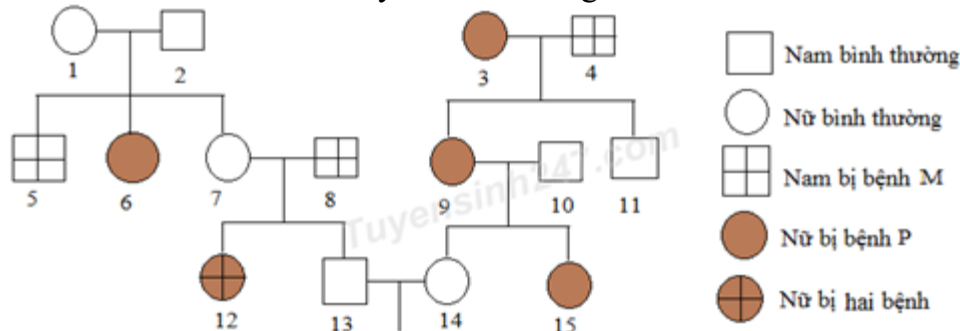 1
2
3
4
Nam bình thường
Nữ bình thường
5
6
7
8
9
10
11
Nam bị bệnh M
Nữ bị bệnh P
12
13
14
15
Nữ bị hai bệnh
Tuyensinh247.com